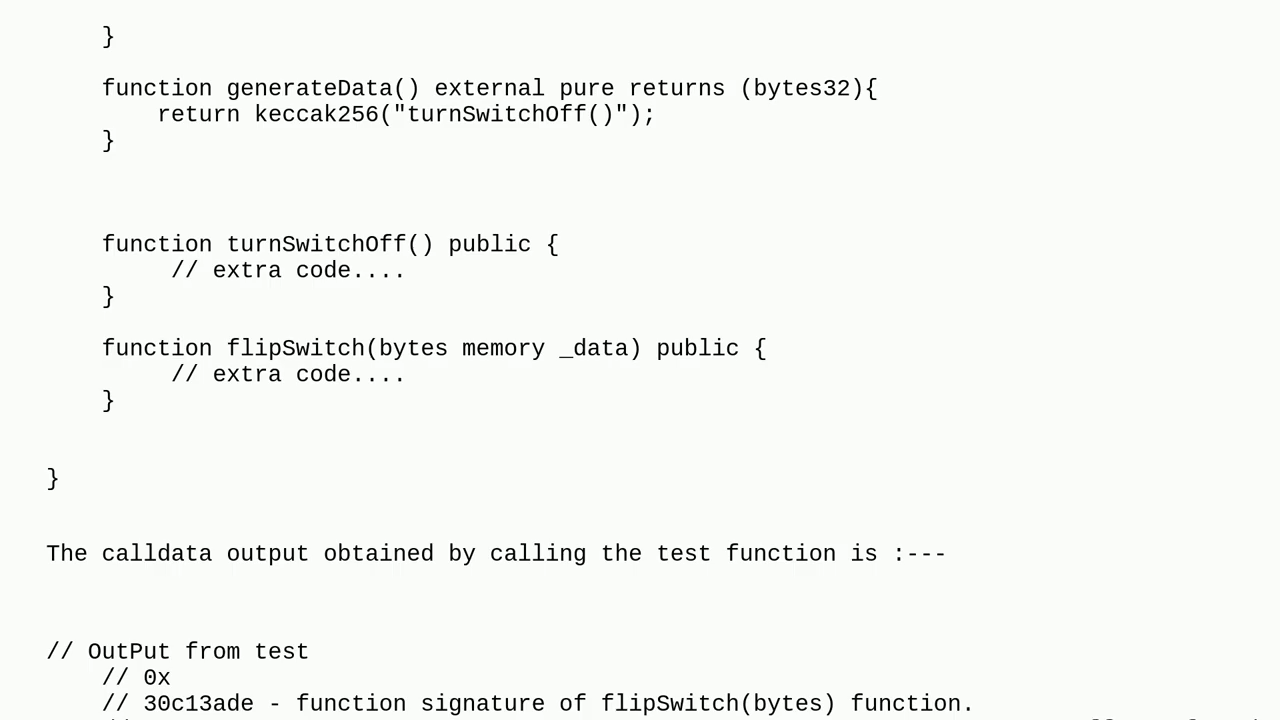 }
function generateData() external pure returns (bytes32){
return keccak256("turnSwitchOff()");
}
function turnSwitchOff() public {
// extra code....
}
function flipSwitch(bytes memory _data) public {
// extra code....
}
}
The calldata output obtained by calling the test function is :---
// OutPut from test
// 0x
// 30c13ade - function signature of flipSwitch(bytes) function.